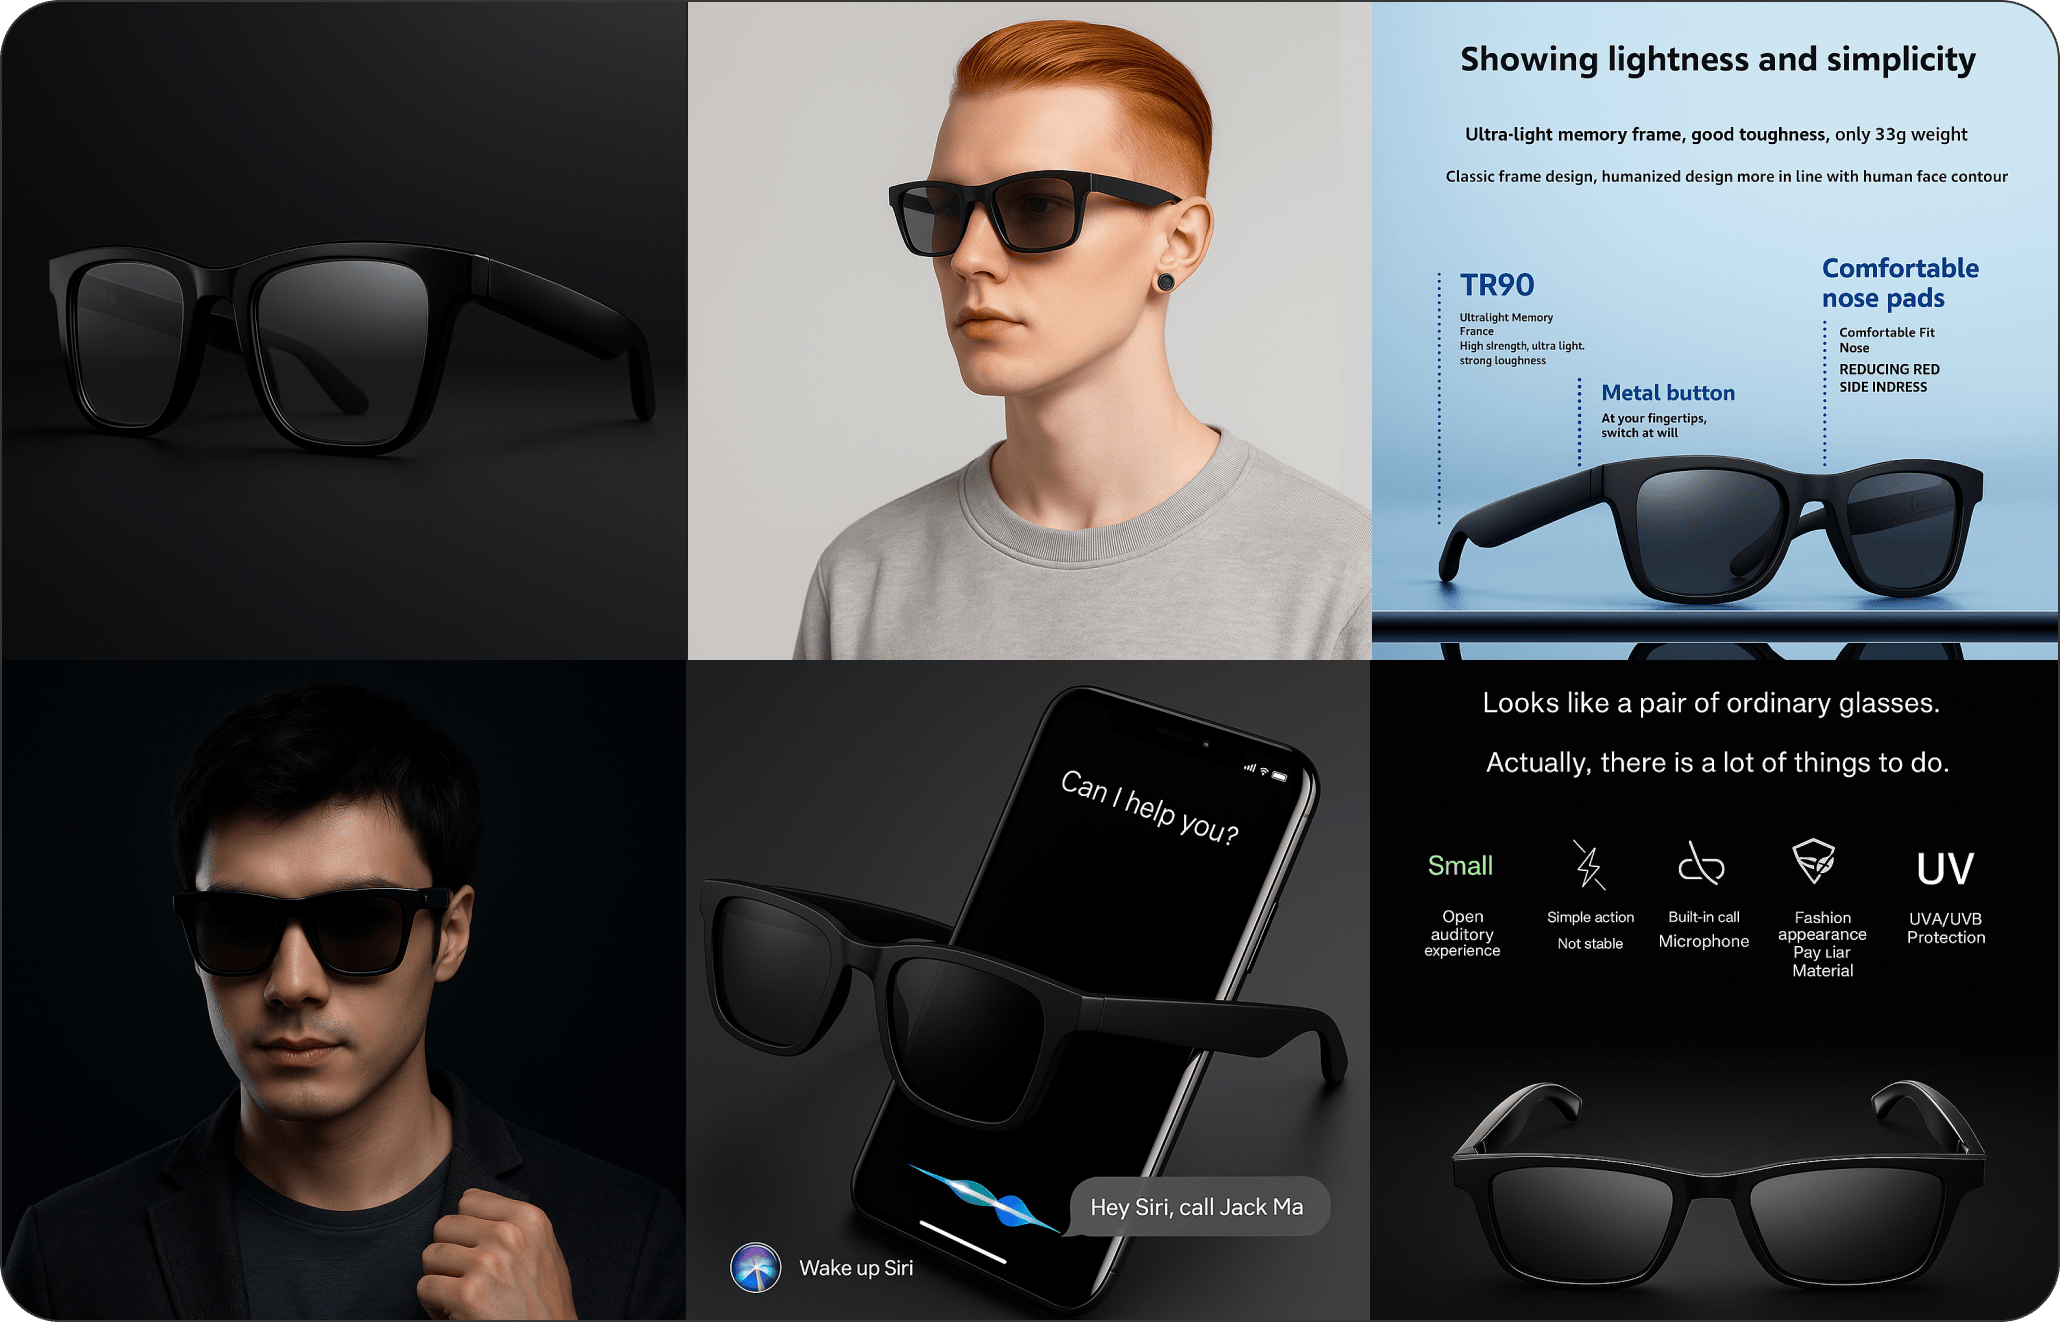 Showing lightness and simplicity
Ultra-light memory frame, good toughness, only 33g weight
Classic frame design, humanized design more in line with human face contour
TR90
Ultralight Memory
France
High slrength, ultra light.
strong loughness
Comfortable
nose pads
Comfortable Fit
Nose
REDUCING RED
SIDE INDRESS
Metal button
At your fingertips,
switch at will
Can I help you?
Hey Siri, call Jack Ma
Wake up Siri
Looks like a pair of ordinary glasses.
Actually, there is a lot of things to do.
Small
Open
auditory
experience
Simple action
Not stable
Built-in call
Microphone
Fashion
appearance
Pay Liar
Material
UV
UVA/UVB
Protection